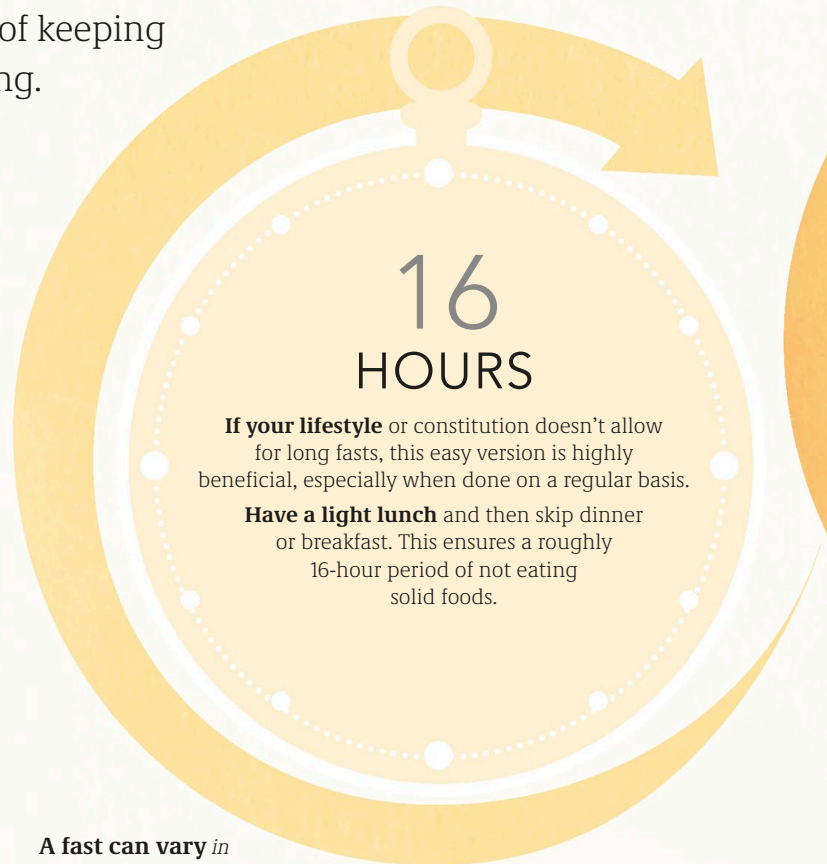 of keeping
ng.
16
HOURS
If your lifestyle or constitution doesn’t allow
for long fasts, this easy version is highly
beneficial, especially when done on a regular basis.
Have a light lunch and then skip dinner
or breakfast. This ensures a roughly
16-hour period of not eating
solid foods.
A fast can vary in